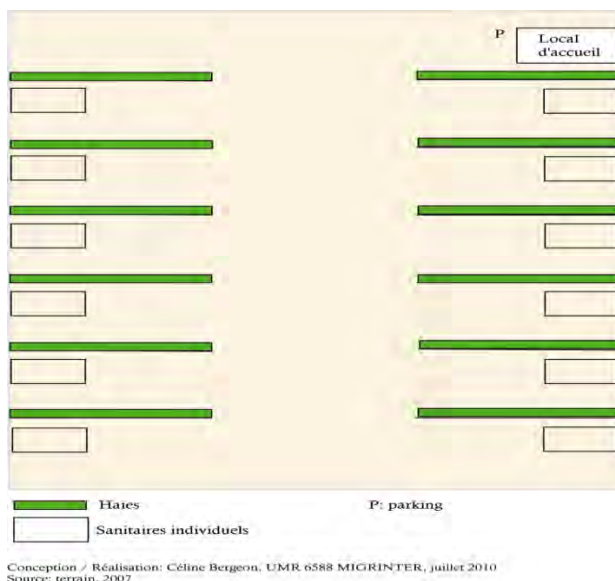 P
Local
d'accueil
Haies
P: parking
Sanitaires individuels
Conception / Réalisation: Céline Bergeon, UMR 6588 MIGRINTER, juillet 2010
Source: terrain, 2007